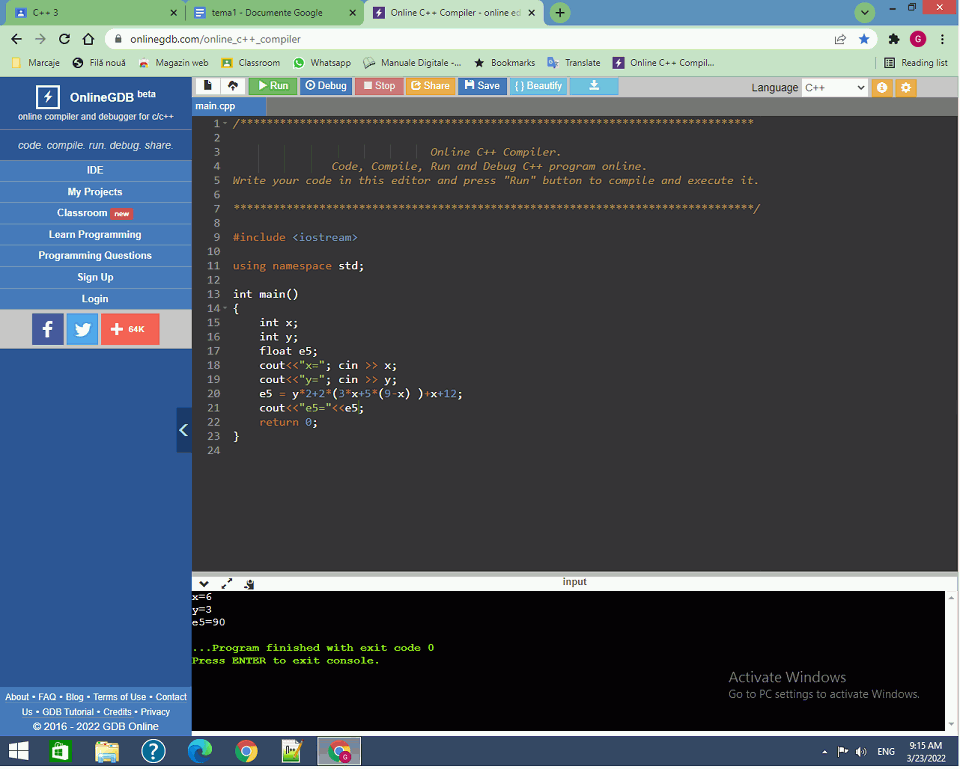 C++ 3
tema1 - Documente Google
Online C++ Compiler - online ed
onlinegdb.com/online_c++_compiler
G
Marcaje
Filă nouă
Magazin web
Classroom
Whatsapp
Manuale Digitale -...
Bookmarks
Translate
Online C++ Compil...
Reading list
OnlineGDB beta
online compiler and debugger for c/c++
code. compile. run. debug. share.
IDE
My Projects
Classroom new
Learn Programming
Programming Questions
Sign Up
Login
64K
About • FAQ • Blog • Terms of Use • Contact
Us • GDB Tutorial • Credits • Privacy
© 2016 - 2022 GDB Online
Run
Debug
Stop
Share
Save
{ } Beautify
Language C++
main.cpp
1 /******************************************************************************
2
3 Online C++ Compiler.
4 Code, Compile, Run and Debug C++ program online.
5 Write your code in this editor and press "Run" button to compile and execute it.
6
7 *******************************************************************************/
8
9 #include <iostream>
10
11 using namespace std;
12
13 int main()
14 {
15 int x;
16 int y;
17 float e5;
18 cout<<"x="; cin >> x;
19 cout<<"y="; cin >> y;
20 e5 = y*2+2*(3*x+5*(9-x) )+x+12;
21 cout<<"e5="<<e5;
22 return 0;
23 }
24
input
x=6
y=3
e5=90
...Program finished with exit code 0
Press ENTER to exit console.
Activate Windows
Go to PC settings to activate Windows.
ENG
9:15 AM
3/23/2022